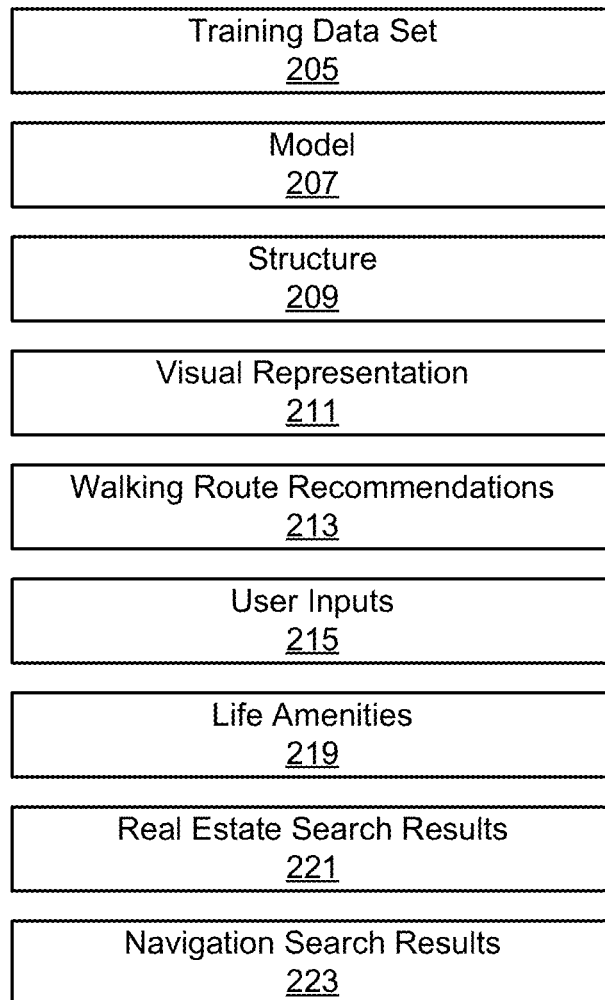 Training Data Set
205
Model
207
Structure
209
Visual Representation
211
Walking Route Recommendations
213
User Inputs
215
Life Amenities
219
Real Estate Search Results
221
Navigation Search Results
223